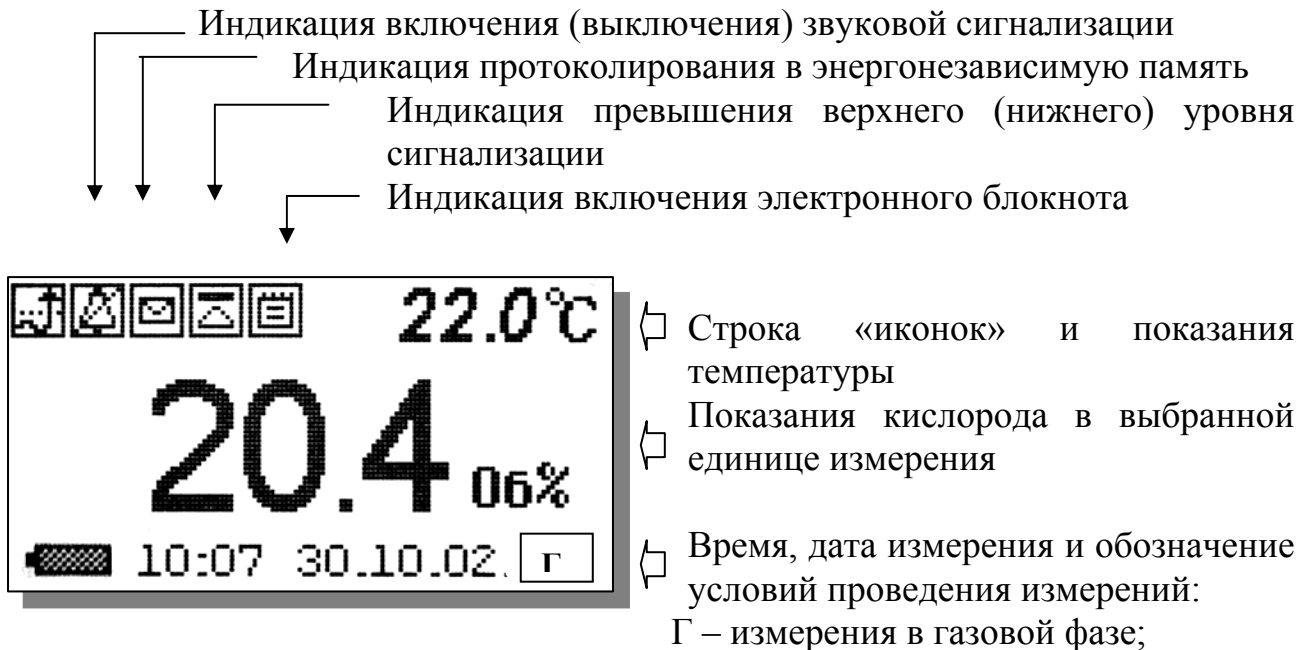 Индикация включения (выключения) звуковой сигнализации
Индикация протоколирования в энергонезависимую память
Индикация превышения верхнего (нижнего) уровня
сигнализации
Индикация включения электронного блокнота
22.0°C
20.4 О6%
10:07 30.10.02. Г
Строка «иконок» и показания
температуры
Показания кислорода в выбранной
единице измерения
Время, дата измерения и обозначение
условий проведения измерений:
Г – измерения в газовой фазе;